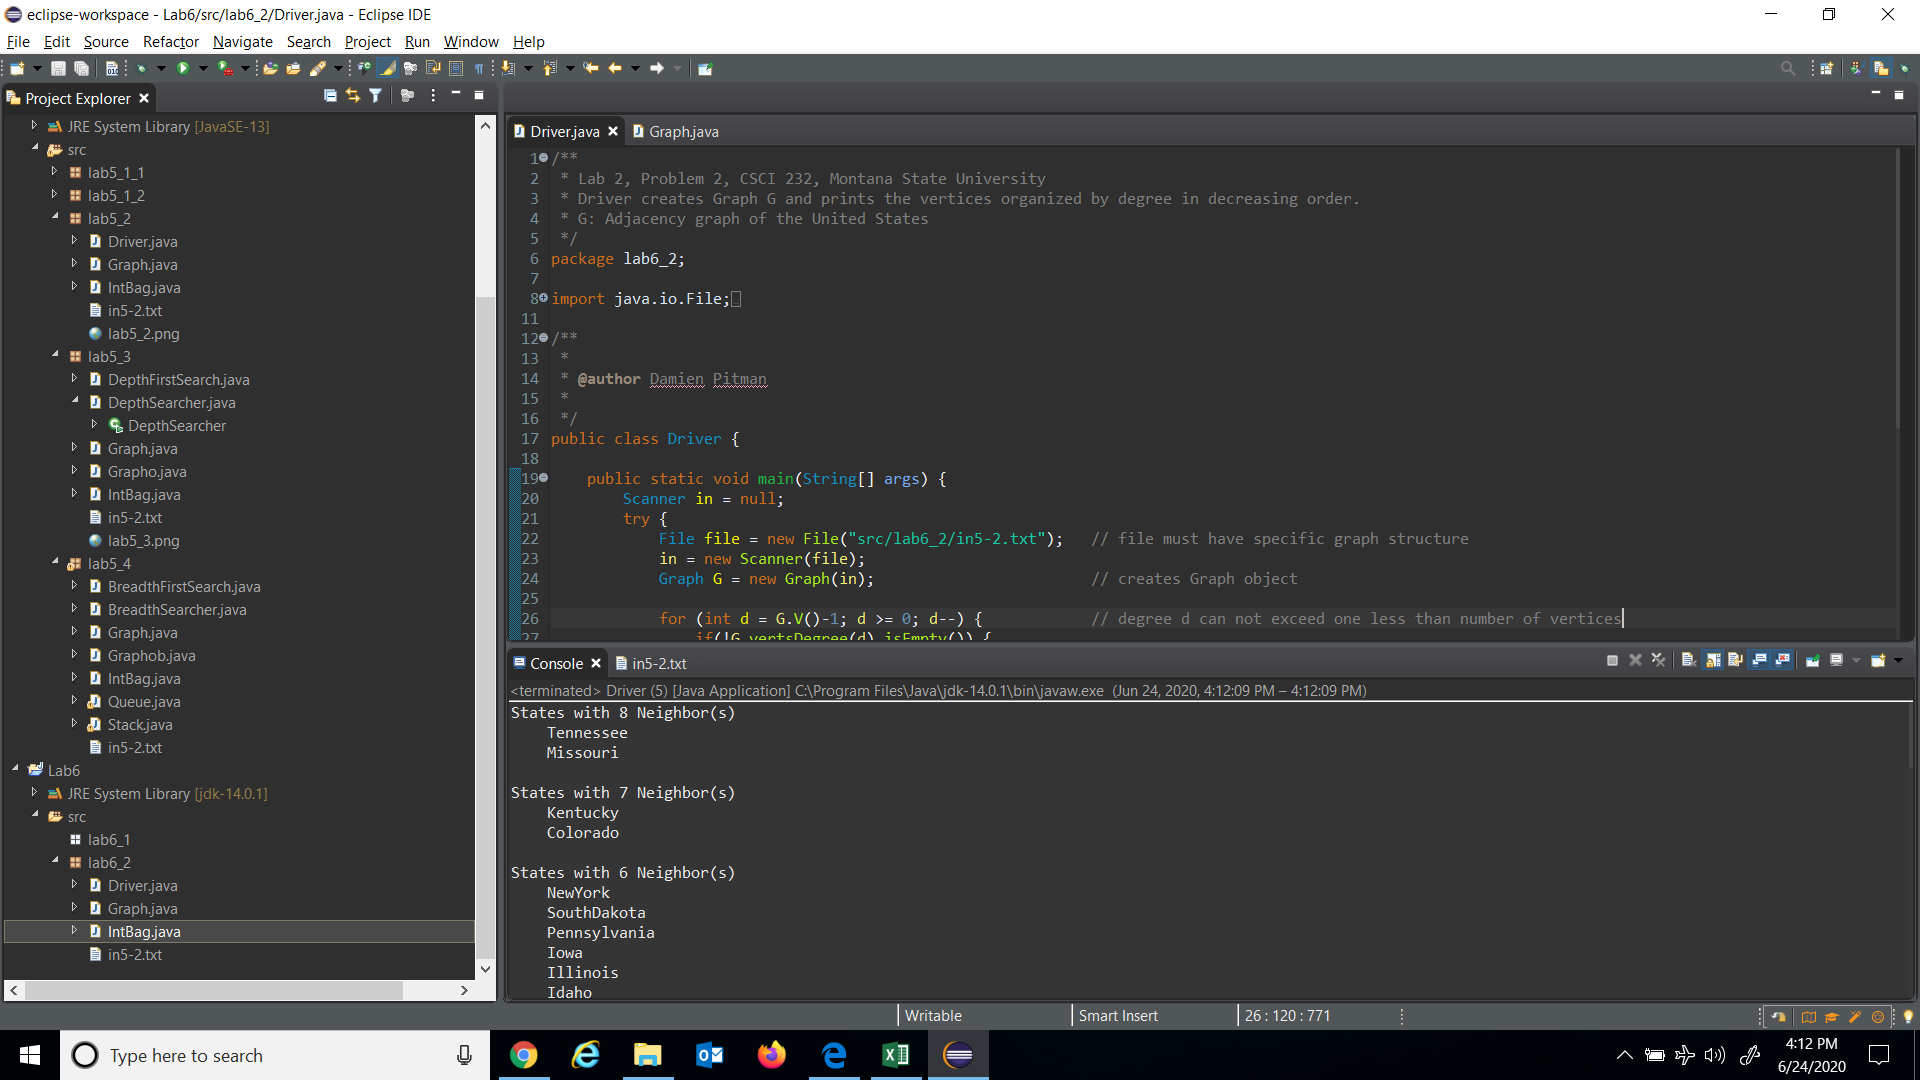 eclipse-workspace - Lab6/src/lab6_2/Driver.java - Eclipse IDE
File Edit Source Refactor Navigate Search Project Run Window Help
Project Explorer
JRE System Library [JavaSE-13]
src
lab5_1_1
lab5_1_2
lab5_2
Driver.java
Graph.java
IntBag.java
in5-2.txt
lab5_2.png
lab5_3
DepthFirstSearch.java
DepthSearcher.java
DepthSearcher
Graph.java
Grapho.java
IntBag.java
in5-2.txt
lab5_3.png
lab5_4
BreadthFirstSearch.java
BreadthSearcher.java
Graph.java
Graphob.java
IntBag.java
Queue.java
Stack.java
in5-2.txt
Lab6
JRE System Library [jdk-14.0.1]
src
lab6_1
lab6_2
Driver.java
Graph.java
IntBag.java
in5-2.txt
Driver.java Graph.java
1 /**
2 * Lab 2, Problem 2, CSCI 232, Montana State University
3 * Driver creates Graph G and prints the vertices organized by degree in decreasing order.
4 * G: Adjacency graph of the United States
5 */
6 package lab6_2;
7
8 import java.io.File;
11
12 /**
13 *
14 * @author Damien Pitman
15 *
16 */
17 public class Driver {
18
19 public static void main(String[] args) {
20 Scanner in = null;
21 try {
22 File file = new File("src/lab6_2/in5-2.txt"); // file must have specific graph structure
23 in = new Scanner(file);
24 Graph G = new Graph(in); // creates Graph object
25
26 for (int d = G.V()-1; d >= 0; d--) { // degree d can not exceed one less than number of vertices
27 if(!G.vertsDegree(d).isEmpty()) {
Console in5-2.txt
<terminated> Driver (5) [Java Application] C:\Program Files\Java\jdk-14.0.1\bin\javaw.exe (Jun 24, 2020, 4:12:09 PM – 4:12:09 PM)
States with 8 Neighbor(s)
Tennessee
Missouri
States with 7 Neighbor(s)
Kentucky
Colorado
States with 6 Neighbor(s)
NewYork
SouthDakota
Pennsylvania
Iowa
Illinois
Idaho
Writable Smart Insert 26 : 120 : 771
Type here to search
4:12 PM
6/24/2020